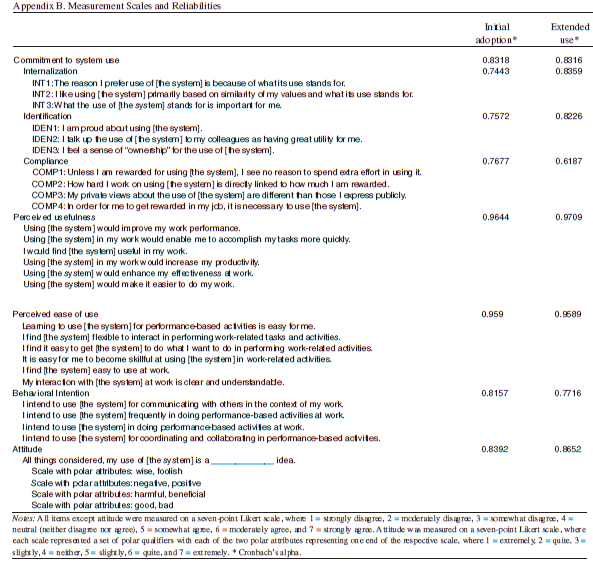 Appendix B. Measurement Scales and Reliabilities
Initial adoption* Extended use*
Commitment to system use 0.8318 0.8316
Internalization 0.7443 0.8359
INT1: The reason I prefer use of [the system] is because of what its use stands for.
INT2: I like using [the system] primarily based on similarity of my values and what its use stands for.
INT3: What the use of [the system] stands for is important for me.
Identification 0.7572 0.8226
IDEN1: I am proud about using [the system].
IDEN2: I talk up the use of [the system] to my colleagues as having great utility for me.
IDEN3: I feel a sense of "ownership" for the use of [the system].
Compliance 0.7677 0.6187
COMP1: Unless I am rewarded for using [the system], I see no reason to spend extra effort in using it.
COMP2: How hard I work on using [the system] is directly linked to how much I am rewarded.
COMP3: My private views about the use of [the system] are different than those I express publicly.
COMP4: In order for me to get rewarded in my job, it is necessary to use [the system].
Perceived usefulness 0.9644 0.9709
Using [the system] would improve my work performance.
Using [the system] in my work would enable me to accomplish my tasks more quickly.
I would find [the system] useful in my work.
Using [the system] in my work would increase my productivity.
Using [the system] would enhance my effectiveness at work.
Using [the system] would make it easier to do my work.
Perceived ease of use 0.959 0.9589
Learning to use [the system] for performance-based activities is easy for me.
I find [the system] flexible to interact in performing work-related tasks and activities.
I find it easy to get [the system] to do what I want to do in performing work-related activities.
It is easy for me to become skillful at using [the system] in work-related activities.
I find [the system] easy to use at work.
My interaction with [the system] at work is clear and understandable.
Behavioral Intention 0.8157 0.7716
I intend to use [the system] for communicating with others in the context of my work.
I intend to use [the system] frequently in doing performance-based activities at work.
I intend to use [the system] in doing performance-based activities at work.
I intend to use [the system] for coordinating and collaborating in performance-based activities.
Attitude 0.8392 0.8652
All things considered, my use of [the system] is a ____________ idea.
Scale with polar attributes: wise, foolish
Scale with polar attributes: negative, positive
Scale with polar attributes: harmful, beneficial
Scale with polar attributes: good, bad
Notes: All items except attitude were measured on a seven-point Likert scale, where 1 = strongly disagree, 2 = moderately disagree, 3 = somewhat disagree, 4 =
neutral (neither disagree nor agree), 5 = somewhat agree, 6 = moderately agree, and 7 = strongly agree. Attitude was measured on a seven-point Likert scale, where
each scale represented a set of polar qualifiers with each of the two polar attributes representing one end of the respective scale, where 1 = extremely, 2 = quite, 3 =
slightly, 4 = neither, 5 = slightly, 6 = quite, and 7 = extremely. * Cronbach's alpha.